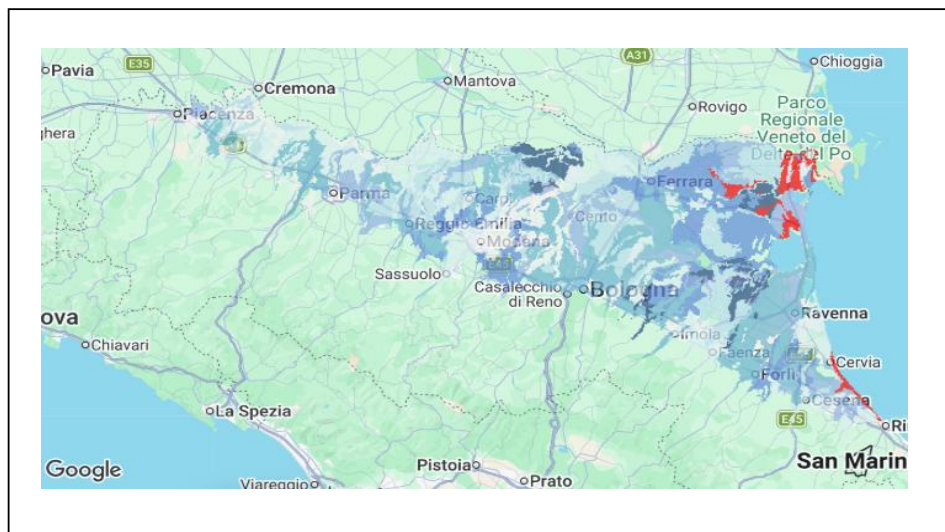 Pavia
E35
Cremona
Mantova
A31
Chioggia
Rovigo
Parco
Regionale
Veneto del
Delta del Po
Piacenza
ghera
Parma
Carpi
Ferrara
Reggio Emilia
Cento
Modena
Sassuolo
Casalecchio
di Reno
Bologna
ova
Chiavari
Imola
Ravenna
Faenza
Cervia
Forlì
Cesena
La Spezia
E45
Ri
San Marin
Google
Pistoia
Prato
Viareggio